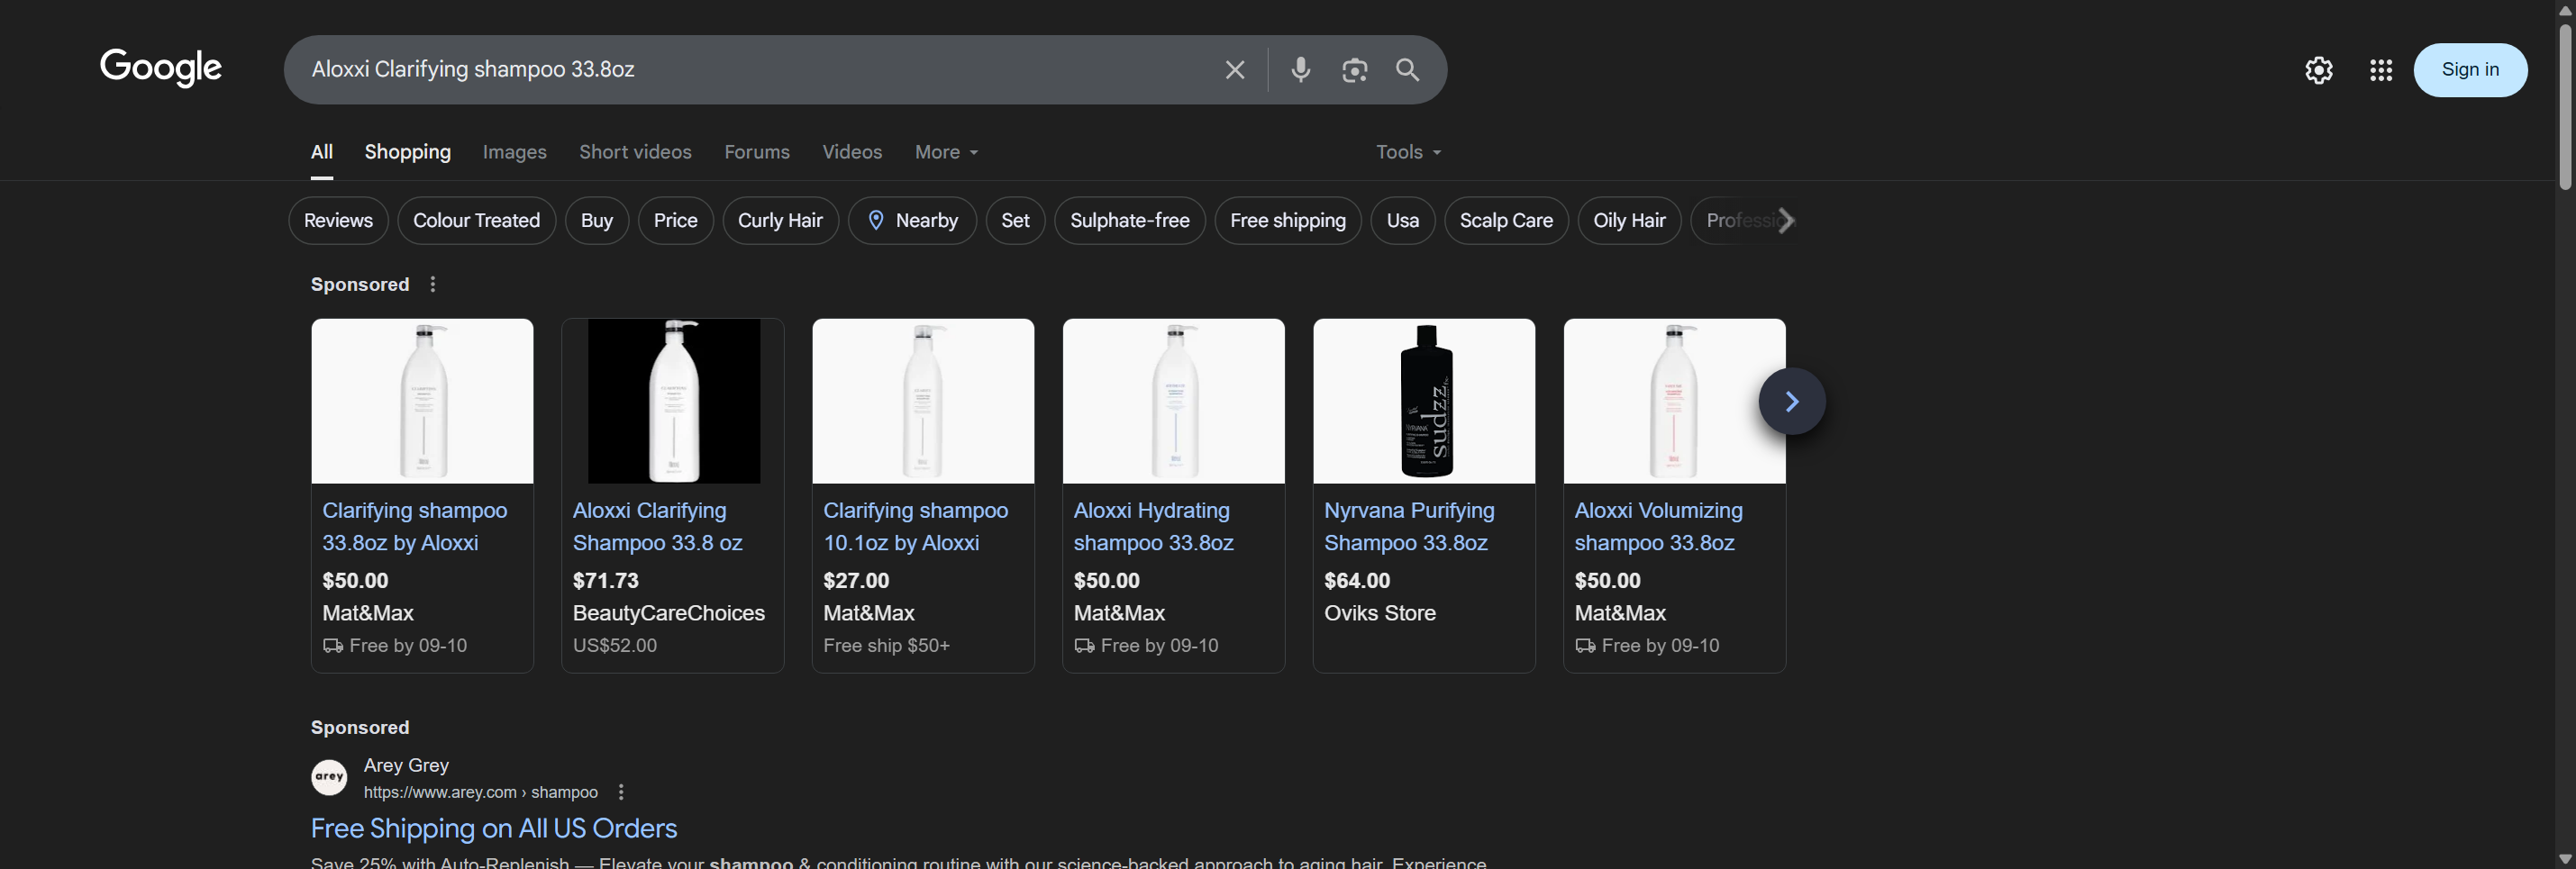 Google
Aloxxi Clarifying shampoo 33.8oz
Sign in
All Shopping Images Short videos Forums Videos More Tools
Reviews Colour Treated Buy Price Curly Hair Nearby Set Sulphate-free Free shipping Usa Scalp Care Oily Hair
Sponsored
Clarifying shampoo
33.8oz by Aloxxi
$50.00
Mat&Max
Free by 09-10
Aloxxi Clarifying
Shampoo 33.8 oz
$71.73
BeautyCareChoices
US$52.00
Clarifying shampoo
10.1oz by Aloxxi
$27.00
Mat&Max
Free ship $50+
Aloxxi Hydrating
shampoo 33.8oz
$50.00
Mat&Max
Free by 09-10
sudzz
NYRVANA
Nyrvana Purifying
Shampoo 33.8oz
$64.00
Oviks Store
Aloxxi Volumizing
shampoo 33.8oz
$50.00
Mat&Max
Free by 09-10
Sponsored
arey
Arey Grey
https://www.arey.com › shampoo
Free Shipping on All US Orders
Save 25% with Auto-Replenish — Elevate your shampoo & conditioning routine with our science-backed approach to aging hair. Experience